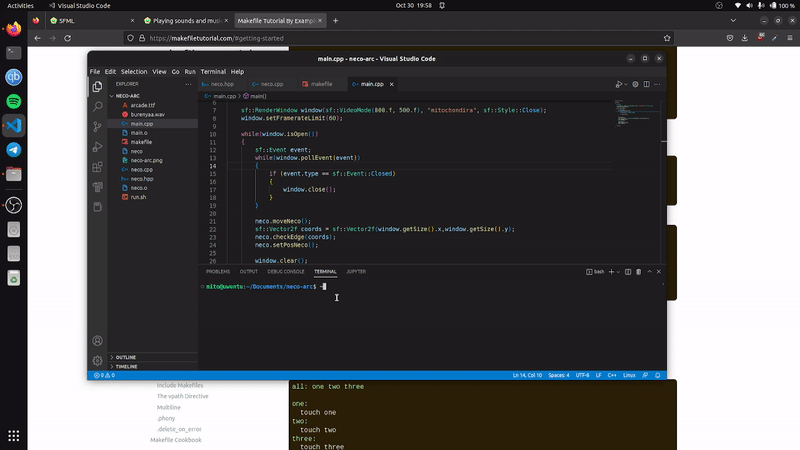 Activities
Visual Studio Code
Oct 30 19:58
100 %
SFML
Playing sounds and musi
Makefile Tutorial By Example
https://makefiletutorial.com/#getting-started
main.cpp - neco-arc - Visual Studio Code
File Edit Selection View Go Run Terminal Help
EXPLORER
neco.hpp
neco.cpp
makefile
main.cpp
main.cpp > main()
NECO-ARC
arcade.ttf
burenyaa.wav
main.cpp
main.o
makefile
neco
neco-arc.png
neco.cpp
neco.hpp
neco.o
run.sh
OUTLINE
TIMELINE
6
7 sf::RenderWindow window(sf::VideoMode(800.f, 500.f), "mitochondira", sf::Style::Close);
8 window.setFramerateLimit(60);
9
10 while(window.isOpen())
11 {
12 sf::Event event;
13 while(window.pollEvent(event))
14 {
15 if (event.type == sf::Event::Closed)
16 {
17 window.close();
18 }
19 }
20
21 neco.moveNeco();
22 sf::Vector2f coords = sf::Vector2f(window.getSize().x,window.getSize().y);
23 neco.checkEdge(coords);
24 neco.setPosNeco();
25
26 window.clear();
PROBLEMS OUTPUT DEBUG CONSOLE TERMINAL JUPYTER
bash
mito@uwuntu:~/Documents/neco-arc$ ~
0 0
Ln 14, Col 10 Spaces: 4 UTF-8 LF C++ Linux
Include Makefiles
The vpath Directive
Multiline
.phony
.delete_on_error
Makefile Cookbook
all: one two three
one:
touch one
two:
touch two
three:
touch three